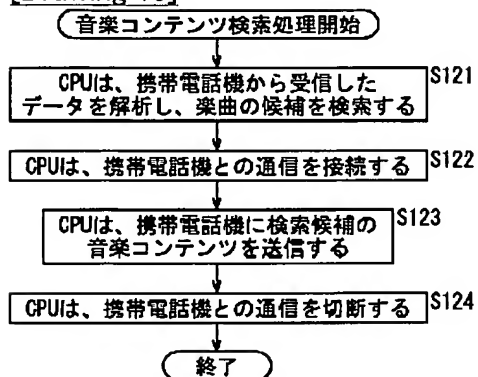 音楽コンテンツ検索処理開始
CPUは、携帯電話機から受信した
データを解析し、楽曲の候補を検索する
S121
CPUは、携帯電話機との通信を接続する
S122
CPUは、携帯電話機に検索候補の
音楽コンテンツを送信する
S123
CPUは、携帯電話機との通信を切断する
S124
終了